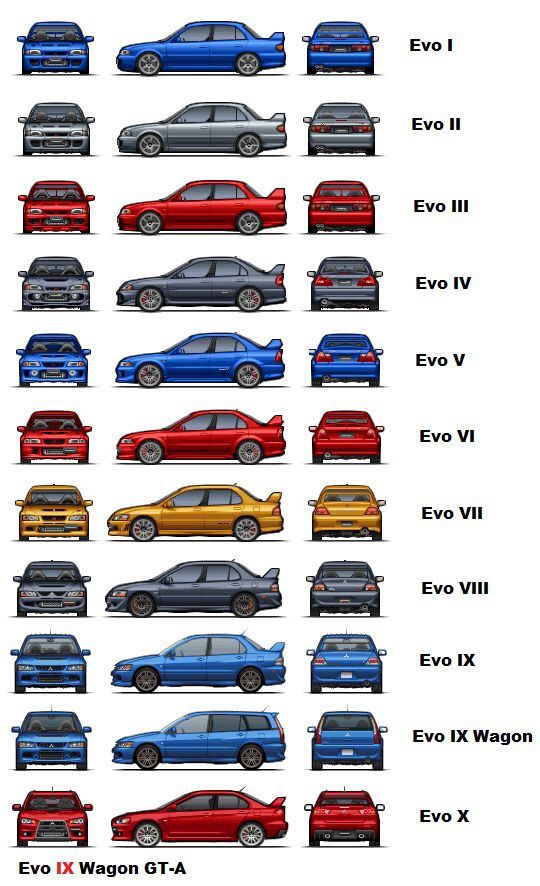 Evo I
Evo II
Evo III
Evo IV
Evo V
Evo VI
Evo VII
Evo VIII
Evo IX
Evo IX Wagon
Evo X
Evo IX Wagon GT-A